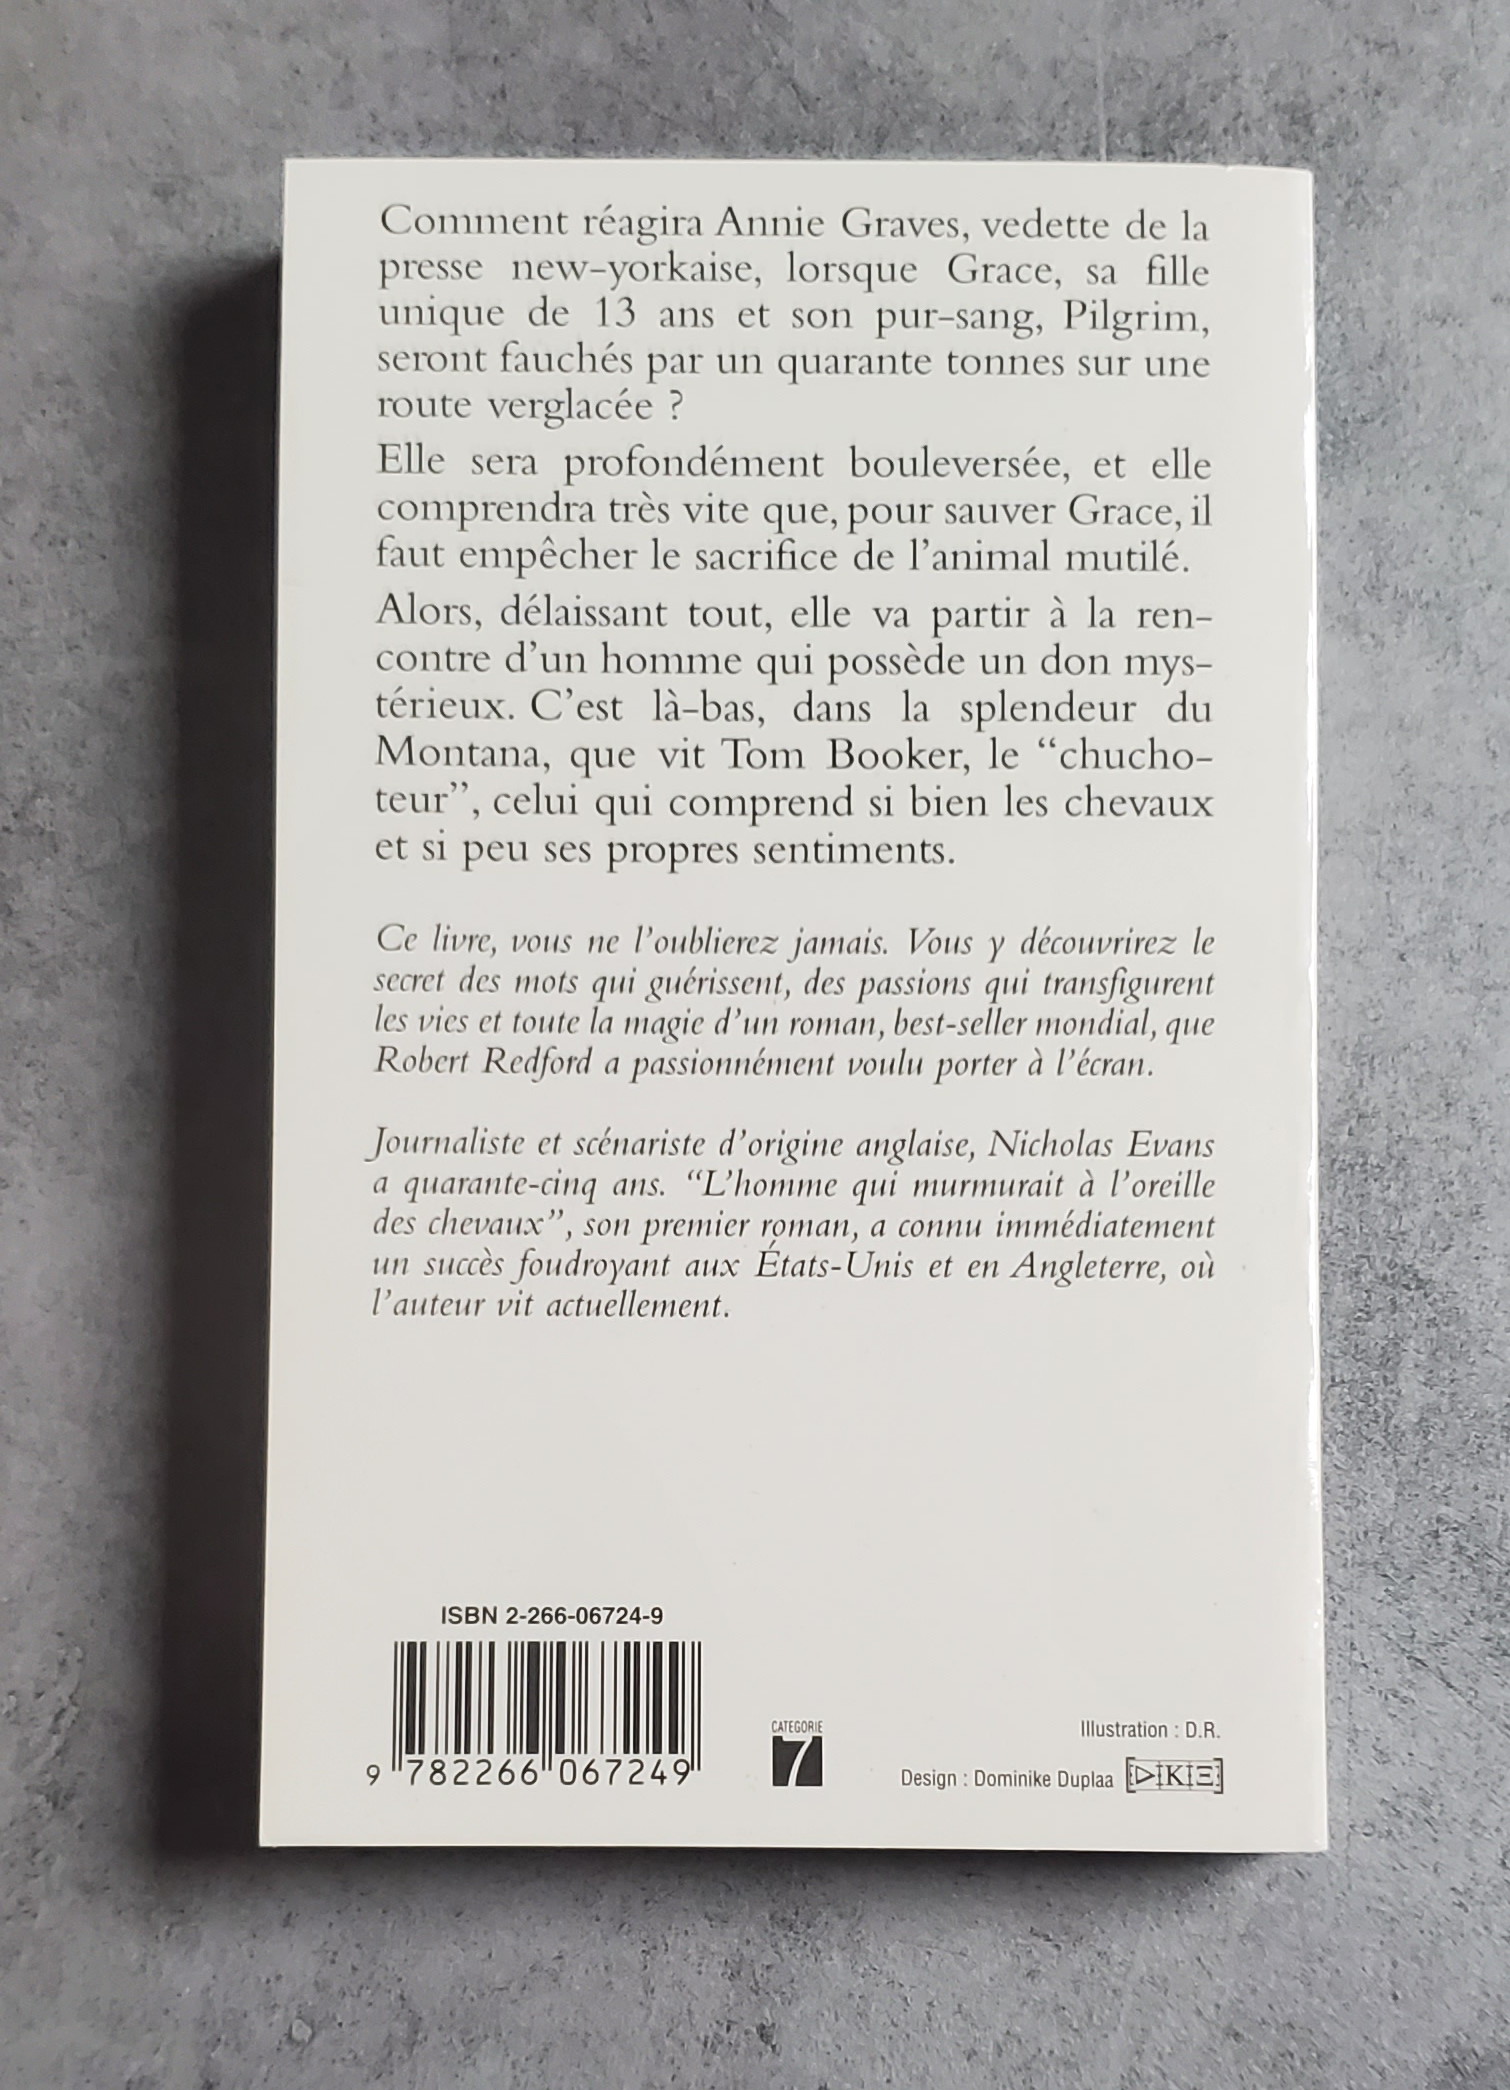 Comment réagira Annie Graves, vedette de la
presse new-yorkaise, lorsque Grace, sa fille
unique de 13 ans et son pur-sang, Pilgrim,
seront fauchés par un quarante tonnes sur une
route verglacée ?
Elle sera profondément bouleversée, et elle
comprendra très vite que, pour sauver Grace, il
faut empêcher le sacrifice de l'animal mutilé.
Alors, délaissant tout, elle va partir à la ren-
contre d'un homme qui possède un don mys-
térieux. C'est là-bas, dans la splendeur du
Montana, que vit Tom Booker, le “chucho-
teur”, celui qui comprend si bien les chevaux
et si peu ses propres sentiments.
Ce livre, vous ne l'oublierez jamais. Vous y découvrirez le
secret des mots qui guérissent, des passions qui transfigurent
les vies et toute la magie d'un roman, best-seller mondial, que
Robert Redford a passionnément voulu porter à l'écran.
Journaliste et scénariste d'origine anglaise, Nicholas Evans
a quarante-cinq ans. “L'homme qui murmurait à l'oreille
des chevaux”, son premier roman, a connu immédiatement
un succès foudroyant aux États-Unis et en Angleterre, où
l'auteur vit actuellement.
ISBN 2-266-06724-9
9 782266 067249
CATEGORIE
7
Illustration : D.R.
Design : Dominike Duplaa